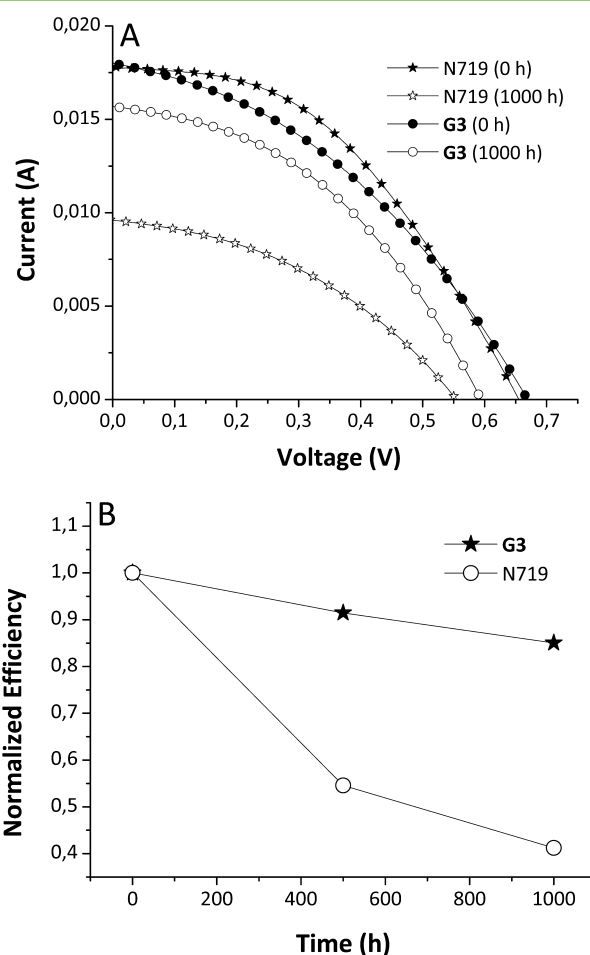 A
0,020
0,015
0,010
0,005
0,000
Current (A)
N719 (0 h)
N719 (1000 h)
G3 (0 h)
G3 (1000 h)
0,0 0,1 0,2 0,3 0,4 0,5 0,6 0,7
Voltage (V)
B
1,1
1,0
0,9
0,8
0,7
0,6
0,5
0,4
Normalized Efficiency
G3
N719
0 200 400 600 800 1000
Time (h)